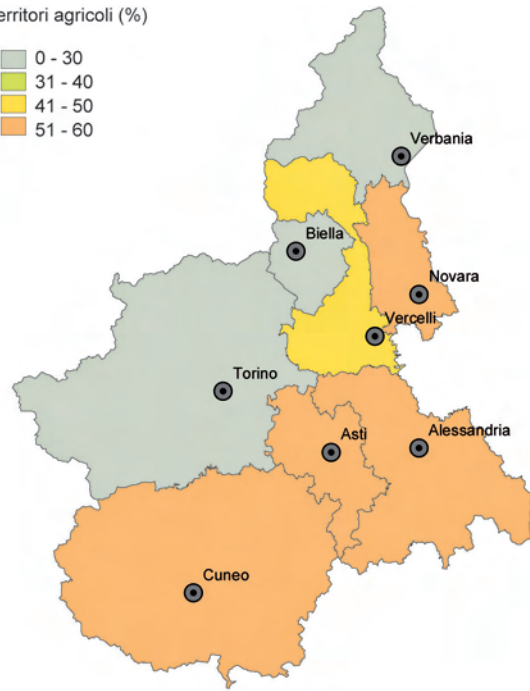 erritori agricoli (%)
0 - 30
31 - 40
41 - 50
51 - 60
Verbania
Biella
Novara
Vercelli
Torino
Asti
Alessandria
Cuneo